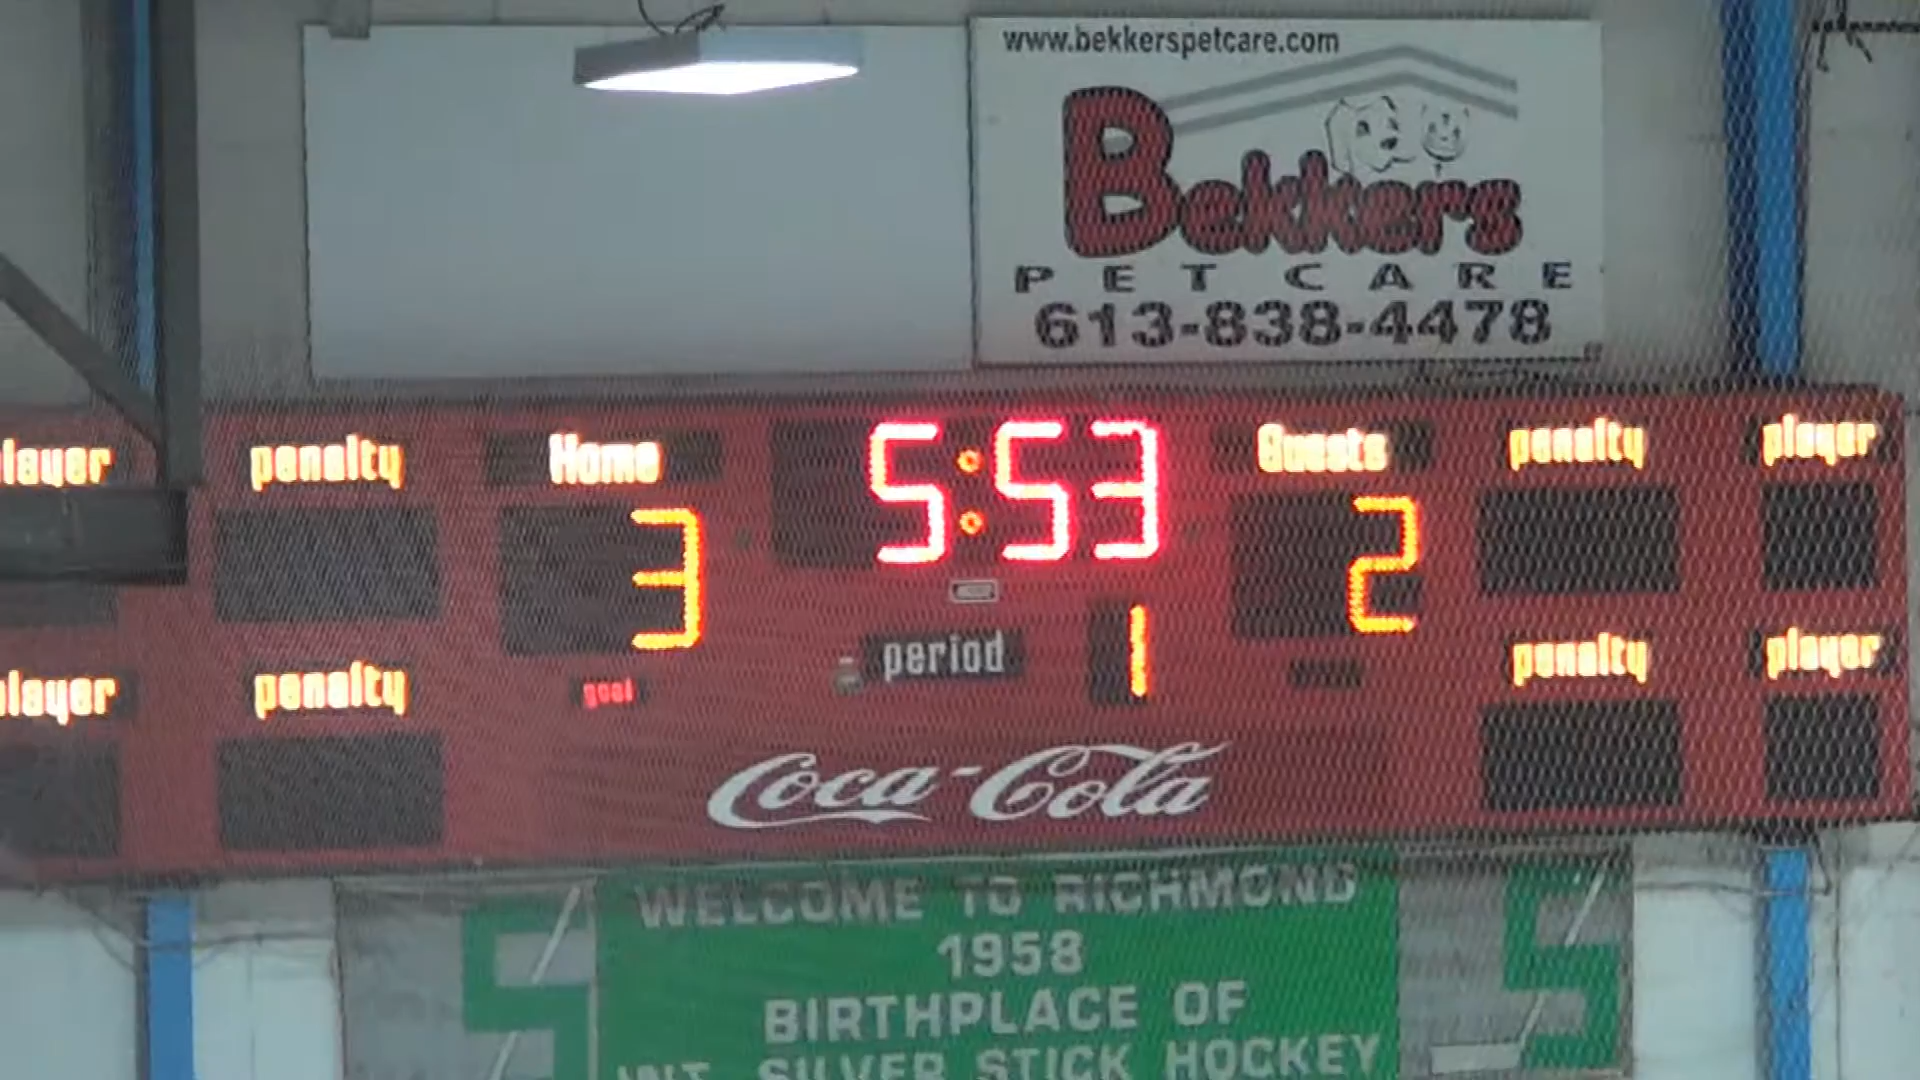 www.bekkerspetcare.com
Bekkers
PET CARE
613-838-4478
player penalty Home 5:53 Guests penalty player
3 2
player penalty goal period 1 penalty player
Coca-Cola
WELCOME TO RICHMOND
1958
BIRTHPLACE OF
INT. SILVER STICK HOCKEY